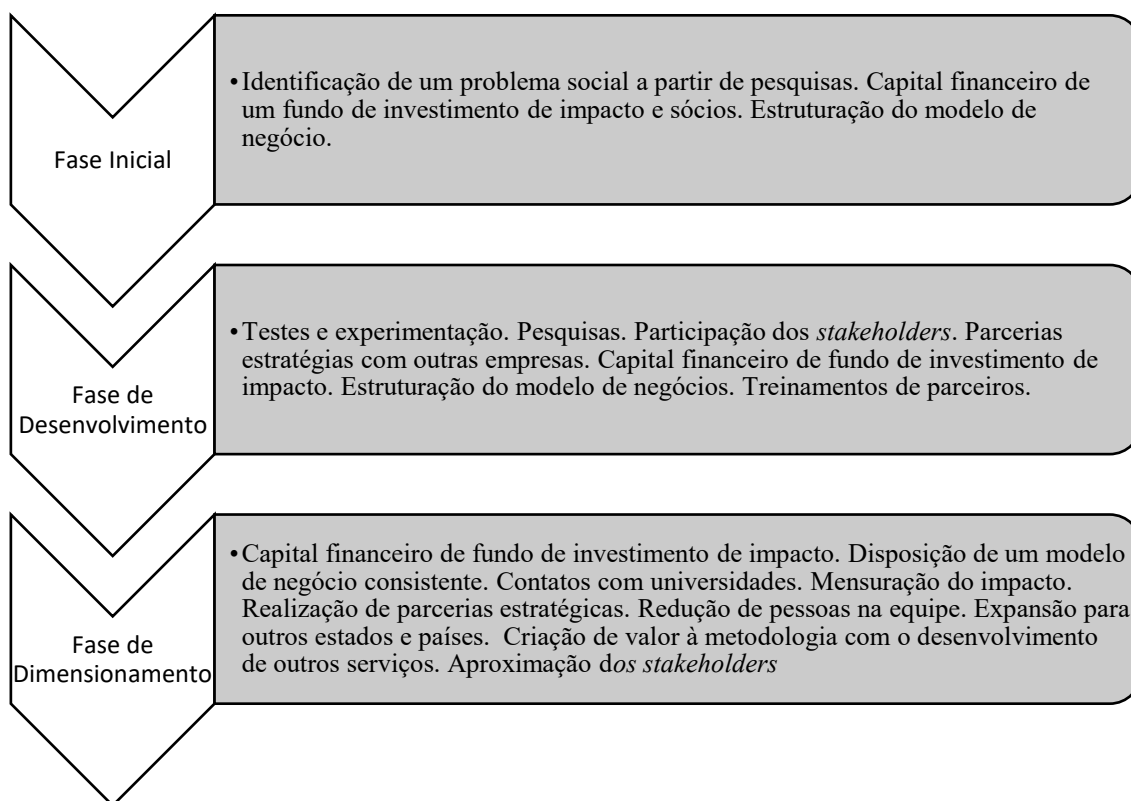 Fase Inicial
•Identificação de um problema social a partir de pesquisas. Capital financeiro de
um fundo de investimento de impacto e sócios. Estruturação do modelo de
negócio.
Fase de
Desenvolvimento
•Testes e experimentação. Pesquisas. Participação dos stakeholders. Parcerias
estratégias com outras empresas. Capital financeiro de fundo de investimento de
impacto. Estruturação do modelo de negócios. Treinamentos de parceiros.
Fase de
Dimensionamento
•Capital financeiro de fundo de investimento de impacto. Disposição de um modelo
de negócio consistente. Contatos com universidades. Mensuração do impacto.
Realização de parcerias estratégicas. Redução de pessoas na equipe. Expansão para
outros estados e países.  Criação de valor à metodologia com o desenvolvimento
de outros serviços. Aproximação dos stakeholders